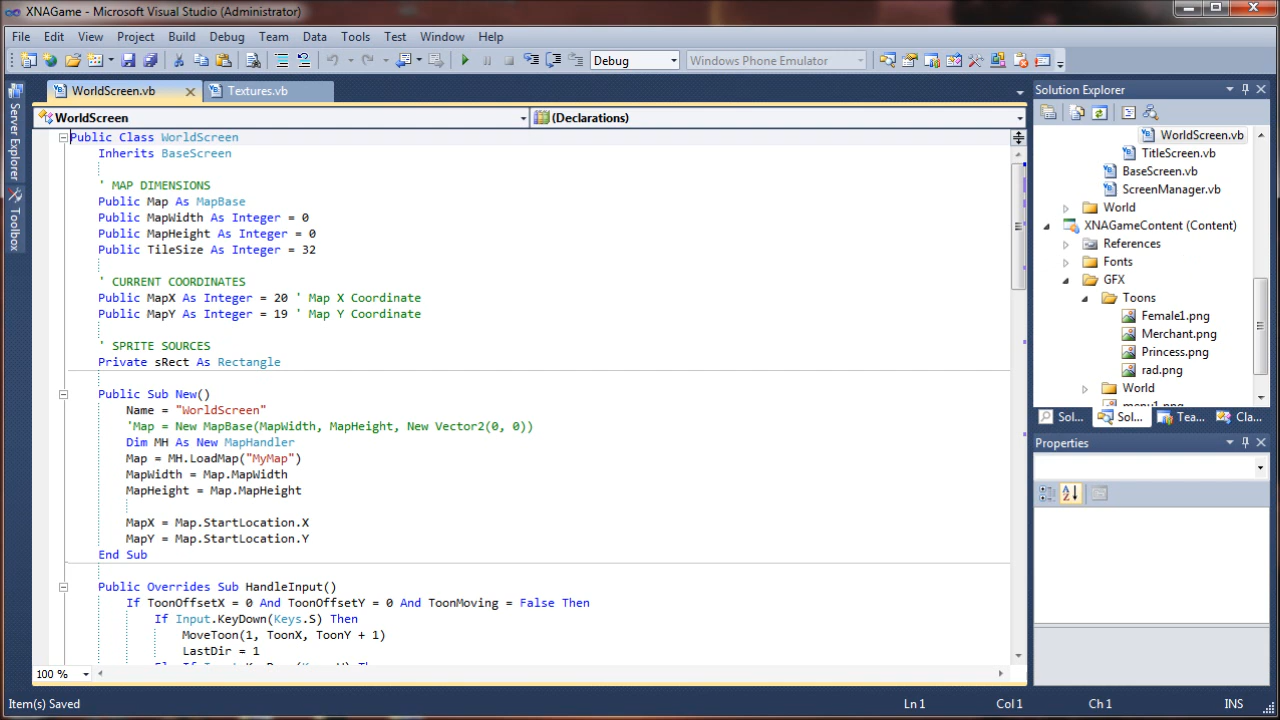 XNAGame - Microsoft Visual Studio (Administrator)
File Edit View Project Build Debug Team Data Tools Test Window Help
Debug Windows Phone Emulator
WorldScreen.vb Textures.vb
WorldScreen (Declarations)
Server Explorer
Toolbox
Public Class WorldScreen
Inherits BaseScreen
' MAP DIMENSIONS
Public Map As MapBase
Public MapWidth As Integer = 0
Public MapHeight As Integer = 0
Public TileSize As Integer = 32
' CURRENT COORDINATES
Public MapX As Integer = 20 ' Map X Coordinate
Public MapY As Integer = 19 ' Map Y Coordinate
' SPRITE SOURCES
Private sRect As Rectangle
Public Sub New()
Name = "WorldScreen"
'Map = New MapBase(MapWidth, MapHeight, New Vector2(0, 0))
Dim MH As New MapHandler
Map = MH.LoadMap("MyMap")
MapWidth = Map.MapWidth
MapHeight = Map.MapHeight
MapX = Map.StartLocation.X
MapY = Map.StartLocation.Y
End Sub
Public Overrides Sub HandleInput()
If ToonOffsetX = 0 And ToonOffsetY = 0 And ToonMoving = False Then
If Input.KeyDown(Keys.S) Then
MoveToon(1, ToonX, ToonY + 1)
LastDir = 1
100 %
Solution Explorer
WorldScreen.vb
TitleScreen.vb
BaseScreen.vb
ScreenManager.vb
World
XNAGameContent (Content)
References
Fonts
GFX
Toons
Female1.png
Merchant.png
Princess.png
rad.png
World
Sol... Sol... Tea... Cla...
Properties
Item(s) Saved Ln 1 Col 1 Ch 1 INS